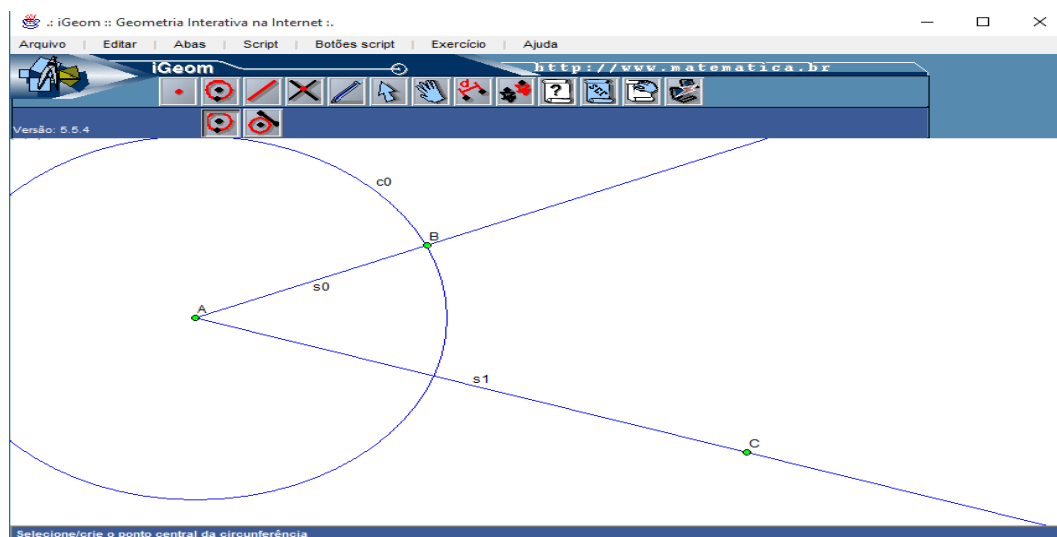 .: iGeom :: Geometria Interativa na Internet :.
Arquivo | Editar | Abas | Script | Botões script | Exercício | Ajuda
iGeom http://www.matematica.br
Versão: 5.5.4
c0
B
s0
A
s1
C
Selecione/crie o ponto central da circunferência